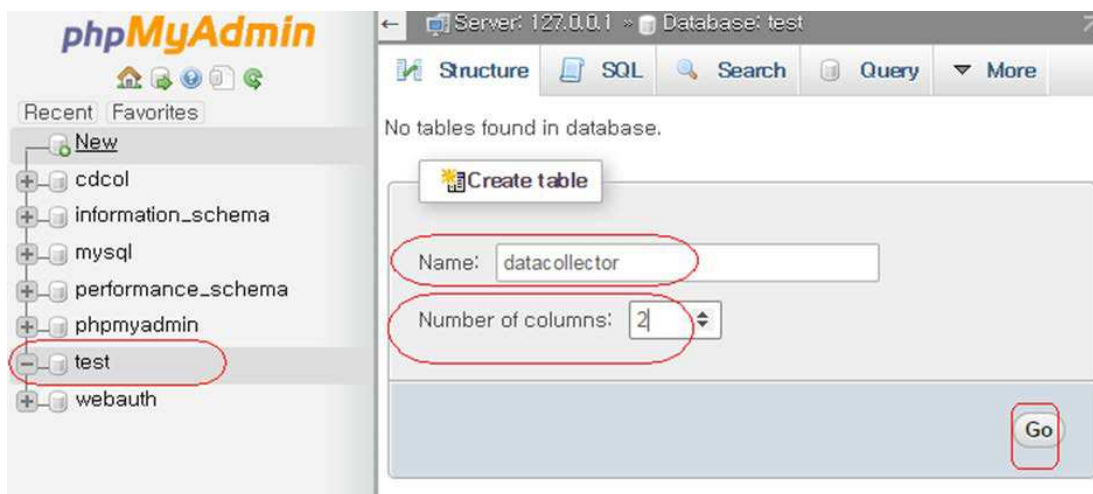 phpMyAdmin
Recent Favorites
New
cdcol
information_schema
mysql
performance_schema
phpmyadmin
test
webauth
Server: 127.0.0.1 » Database: test
Structure SQL Search Query More
No tables found in database.
Create table
Name: datacollector
Number of columns: 2
Go